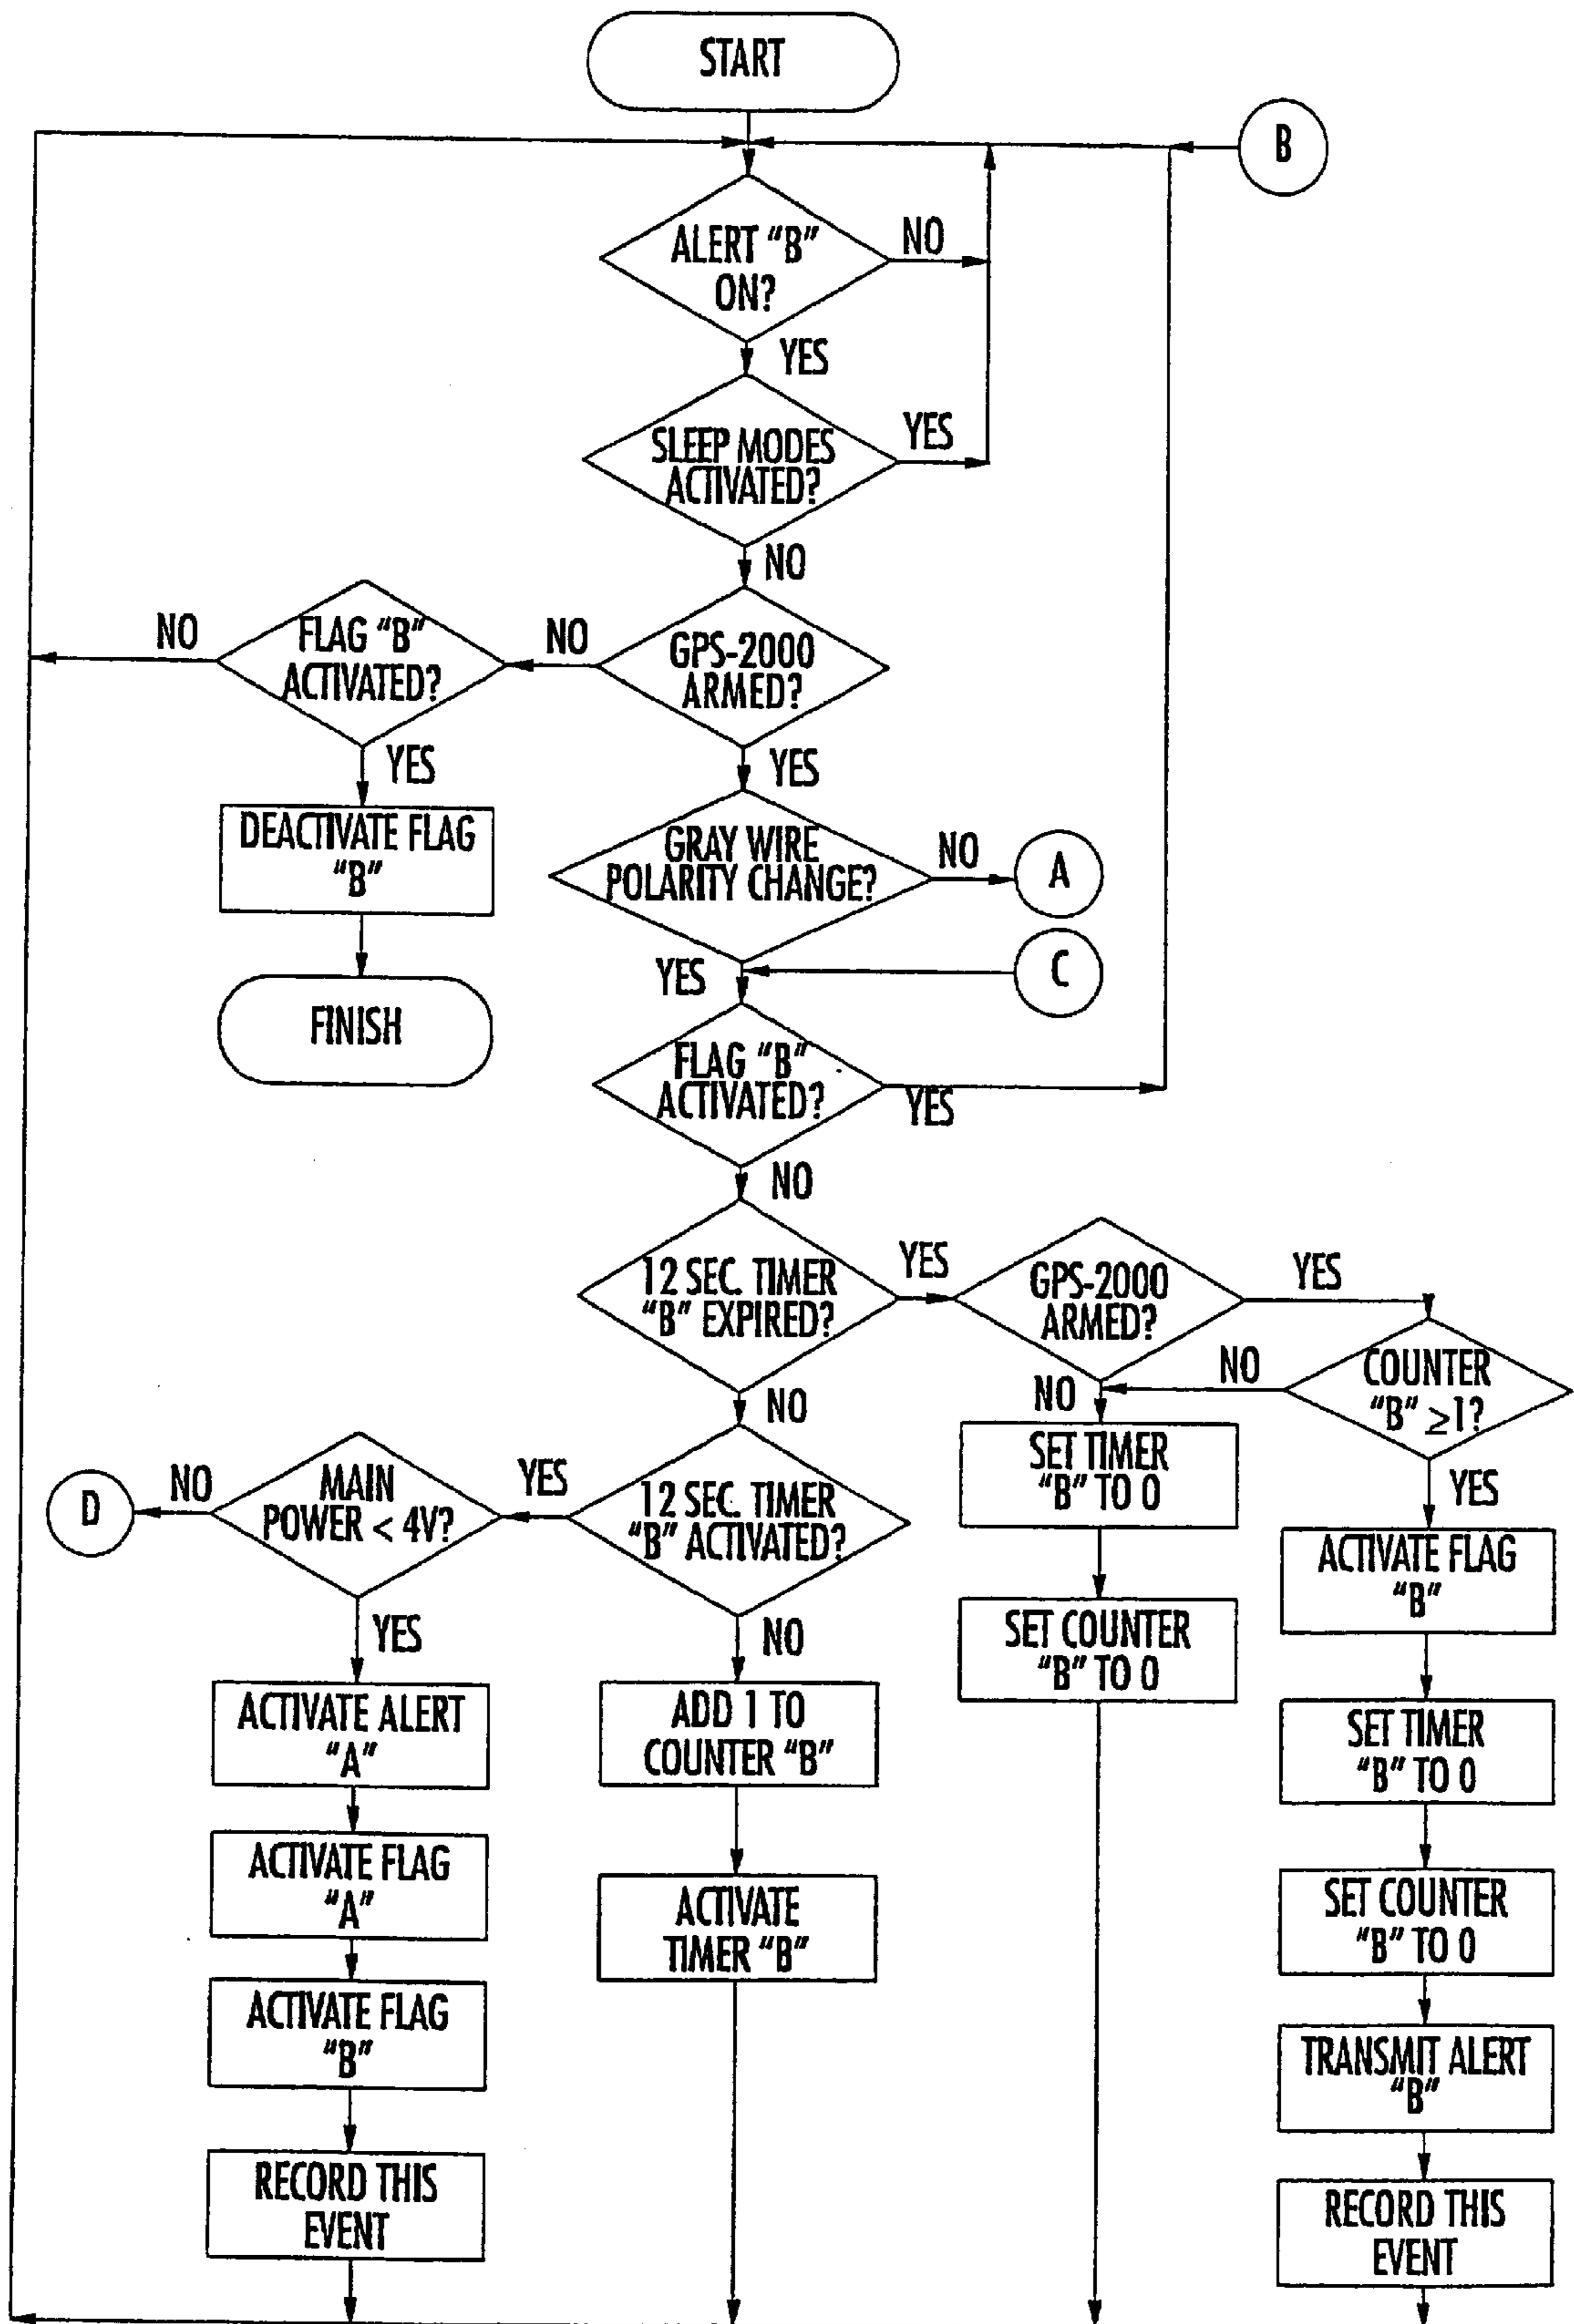 START
B
ALERT "B"
ON?
NO
YES
SLEEP MODES
ACTIVATED?
YES
NO
GPS-2000
ARMED?
NO
FLAG "B"
ACTIVATED?
NO
YES
DEACTIVATE FLAG
"B"
FINISH
YES
GRAY WIRE
POLARITY CHANGE?
NO
A
YES
C
FLAG "B"
ACTIVATED?
YES
NO
12 SEC. TIMER
"B" EXPIRED?
YES
GPS-2000
ARMED?
YES
NO
COUNTER
"B" ≥1?
NO
YES
NO
12 SEC. TIMER
"B" ACTIVATED?
YES
MAIN
POWER < 4V?
NO
D
YES
ACTIVATE ALERT
"A"
ACTIVATE FLAG
"A"
ACTIVATE FLAG
"B"
RECORD THIS
EVENT
NO
ADD 1 TO
COUNTER "B"
ACTIVATE
TIMER "B"
SET TIMER
"B" TO 0
SET COUNTER
"B" TO 0
ACTIVATE FLAG
"B"
SET TIMER
"B" TO 0
SET COUNTER
"B" TO 0
TRANSMIT ALERT
"B"
RECORD THIS
EVENT